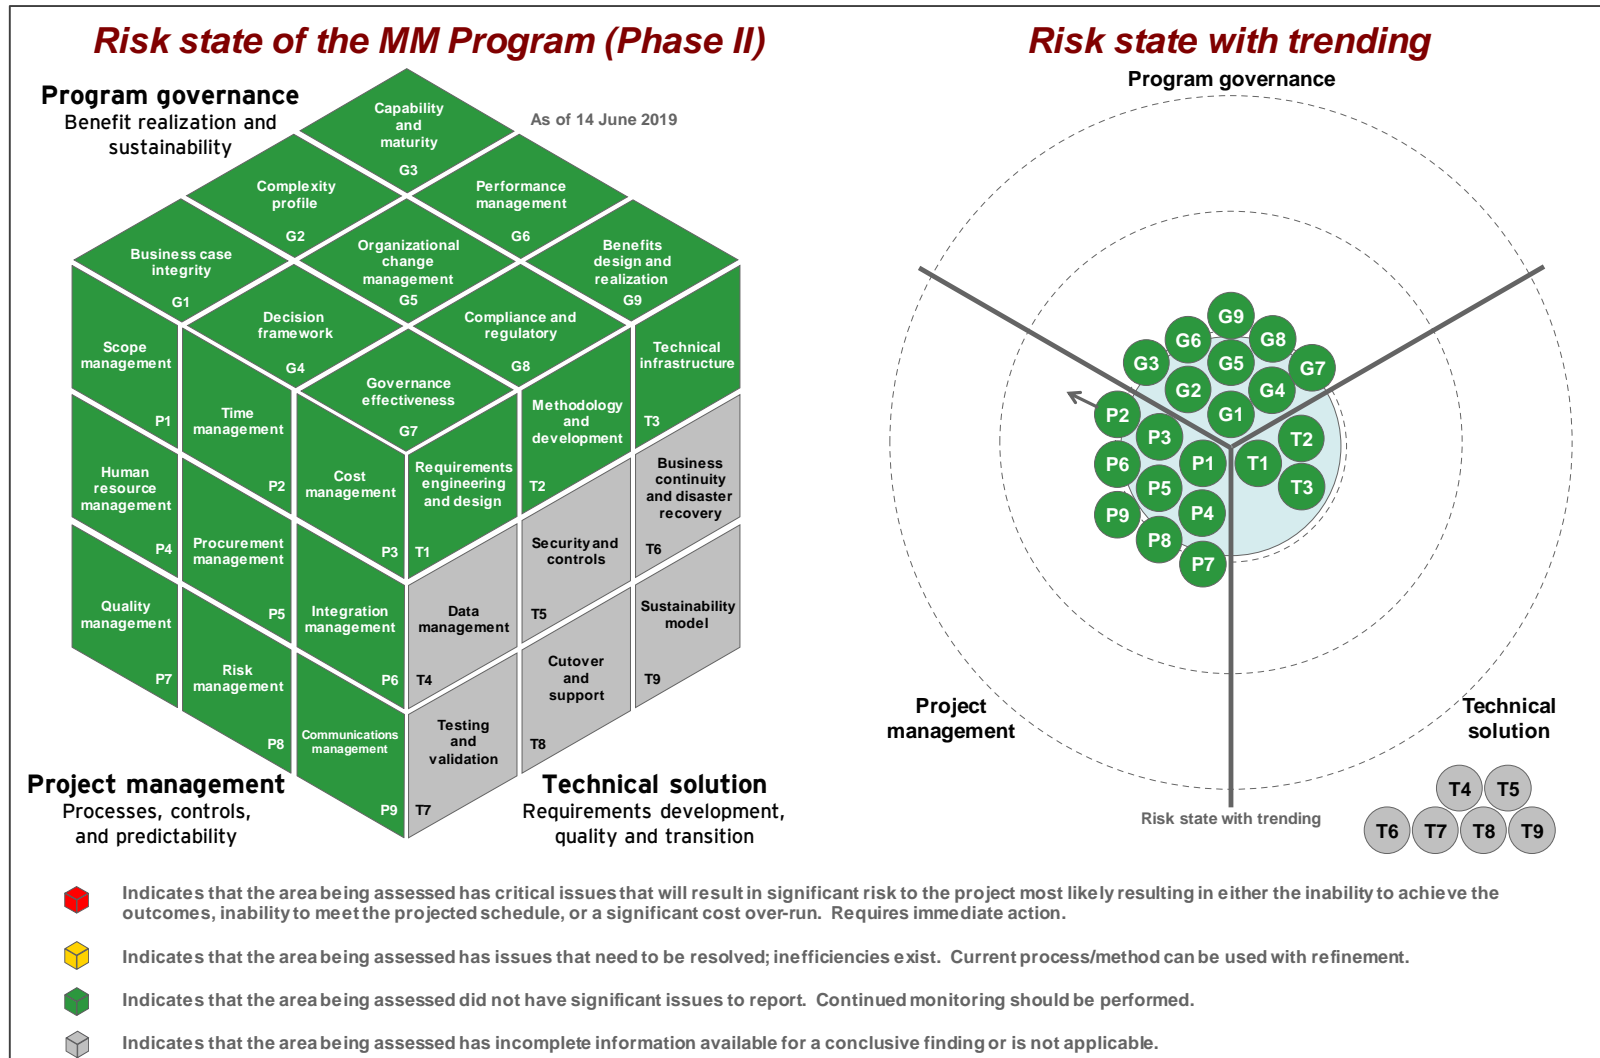 Risk state of the MM Program (Phase II)
Program governance
Benefit realization and
sustainability
As of 14 June 2019
Capability
and
maturity
G3
Complexity
profile
G2
Performance
management
G6
Business case
integrity
G1
Organizational
change
management
G5
Benefits
design and
realization
G9
Decision
framework
G4
Compliance and
regulatory
G8
Governance
effectiveness
G7
Scope
management
P1
Time
management
P2
Cost
management
P3
Human
resource
management
P4
Procurement
management
P5
Integration
management
P6
Quality
management
P7
Risk
management
P8
Communications
management
P9
Requirements
engineering
and design
T1
Methodology
and
development
T2
Technical
infrastructure
T3
Data
management
T4
Security and
controls
T5
Business
continuity
and disaster
recovery
T6
Testing
and
validation
T7
Cutover
and
support
T8
Sustainability
model
T9
Project management
Processes, controls,
and predictability
Technical solution
Requirements development,
quality and transition
Risk state with trending
Program governance
G9
G6
G8
G3
G5
G7
G2
G4
G1
P2
P3
P1
P6
P5
P4
P9
P8
P7
T2
T1
T3
Project
management
Technical
solution
Risk state with trending
T4
T5
T6
T7
T8
T9
Indicates that the area being assessed has critical issues that will result in significant risk to the project most likely resulting in either the inability to achieve the
outcomes, inability to meet the projected schedule, or a significant cost over-run. Requires immediate action.
Indicates that the area being assessed has issues that need to be resolved; inefficiencies exist. Current process/method can be used with refinement.
Indicates that the area being assessed did not have significant issues to report. Continued monitoring should be performed.
Indicates that the area being assessed has incomplete information available for a conclusive finding or is not applicable.